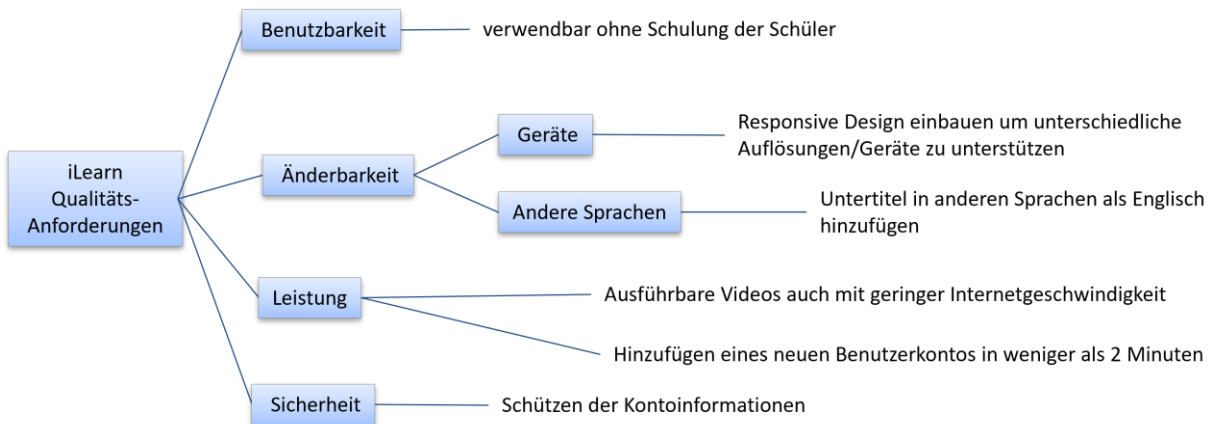 Benutzbarkeit
verwendbar ohne Schulung der Schüler
iLearn
Qualitäts-
Anforderungen
Änderbarkeit
Geräte
Responsive Design einbauen um unterschiedliche
Auflösungen/Geräte zu unterstützen
Andere Sprachen
Untertitel in anderen Sprachen als Englisch
hinzufügen
Leistung
Ausführbare Videos auch mit geringer Internetgeschwindigkeit
Hinzufügen eines neuen Benutzerkontos in weniger als 2 Minuten
Sicherheit
Schützen der Kontoinformationen